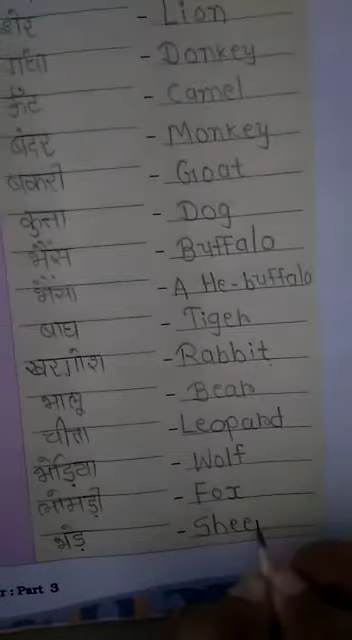 शेर - Lion
गधा - Donkey
ऊँट - Camel
बंदर - Monkey
बकरी - Goat
कुत्ता - Dog
भैंस - Buffalo
भैंसा - A He-buffalo
बाघ - Tiger
खरगोश - Rabbit
भालू - Bear
चीता - Leopard
भेड़िया - Wolf
लोमड़ी - Fox
भेड़ - Shee
r : Part 3